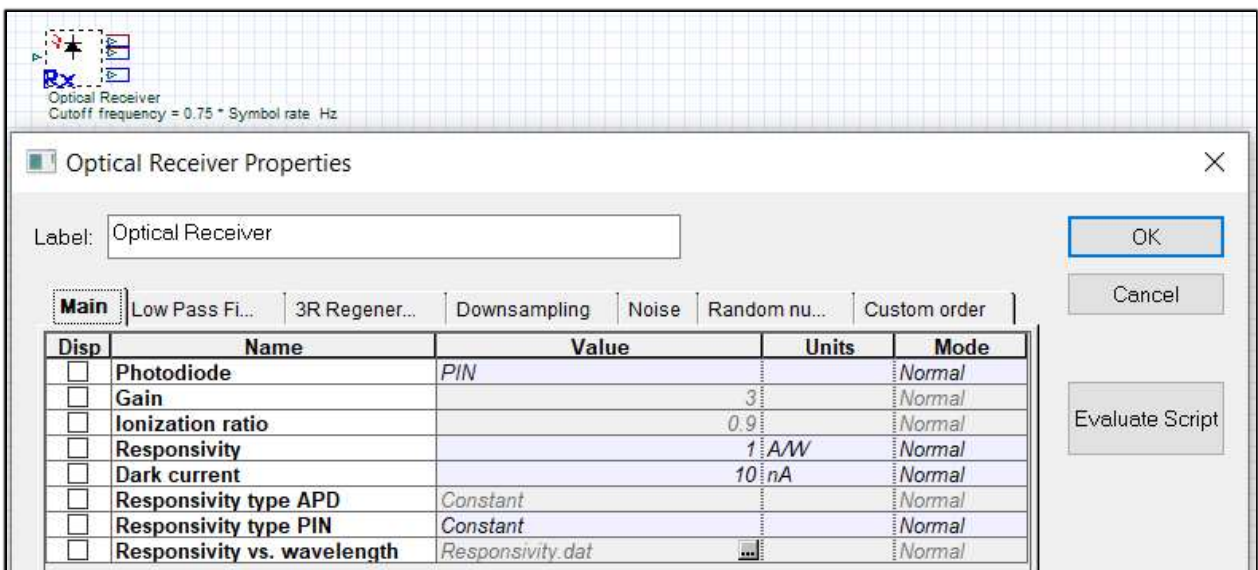 Rx
Optical Receiver
Cutoff frequency = 0.75 * Symbol rate Hz
Optical Receiver Properties
Label: Optical Receiver OK
Cancel
Main Low Pass Fi... 3R Regener... Downsampling Noise Random nu... Custom order
Disp Name Value Units Mode
Photodiode PIN Normal
Gain 3 Normal
Ionization ratio 0.9 Normal
Evaluate Script
Responsivity 1 A/W Normal
Dark current 10 nA Normal
Responsivity type APD Constant Normal
Responsivity type PIN Constant Normal
Responsivity vs. wavelength Responsivity.dat ... Normal